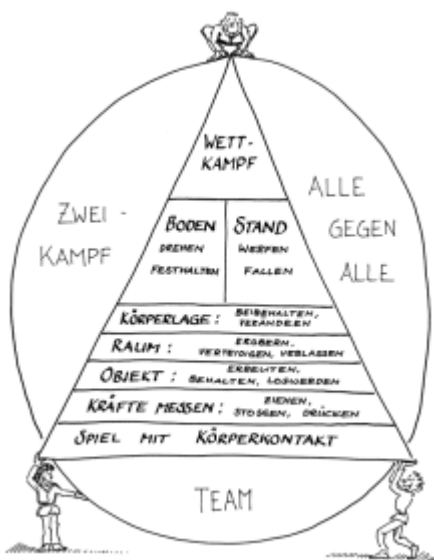 WETT-
KAMPF
ZWEI-
KAMPF
ALLE
GEGEN
ALLE
BODEN
DREHEN
FESTHALTEN
STAND
WERFEN
FALLEN
KÖRPERLAGE: BEIBEHALTEN,
VERÄNDERN
RAUM: EROBERN,
VERTEIDIGEN, VERLASSEN
OBJEKT: ERBEUTEN,
BEHALTEN, LOSWERDEN
KRÄFTE MESSEN: ZIEHEN,
STOSSEN, DRÜCKEN
SPIEL MIT KÖRPERKONTAKT
TEAM